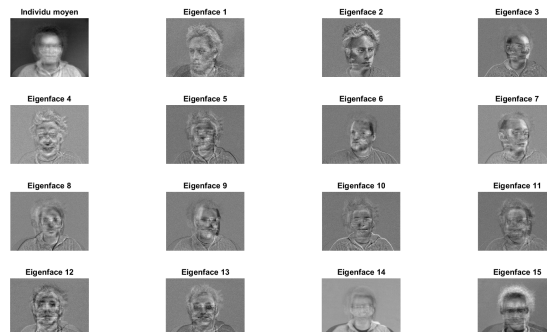 Individu moyen
Eigenface 1
Eigenface 2
Eigenface 3
Eigenface 4
Eigenface 5
Eigenface 6
Eigenface 7
Eigenface 8
Eigenface 9
Eigenface 10
Eigenface 11
Eigenface 12
Eigenface 13
Eigenface 14
Eigenface 15